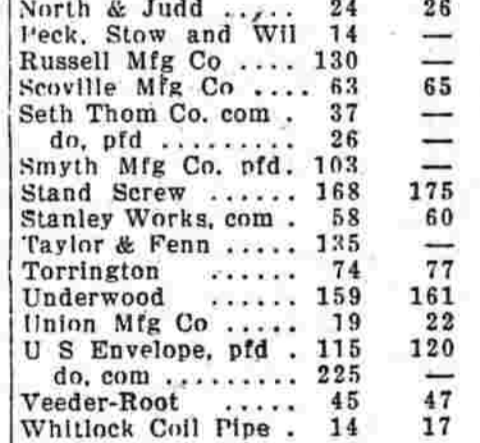 North & Judd ...... 24 26
Peck, Stow and Wil 14 —
Russell Mfg Co .... 130 —
Scoville Mfg Co .... 63 65
Seth Thom Co. com . 37 —
do, pfd ......... 26 —
Smyth Mfg Co. pfd. 103 —
Stand Screw ...... 168 175
Stanley Works, com . 58 60
Taylor & Fenn ..... 135 —
Torrington ...... 74 77
Underwood ...... 159 161
Union Mfg Co ..... 19 22
U S Envelope, pfd . 115 120
do, com ......... 225 —
Veeder-Root ..... 45 47
Whitlock Coil Pipe . 14 17